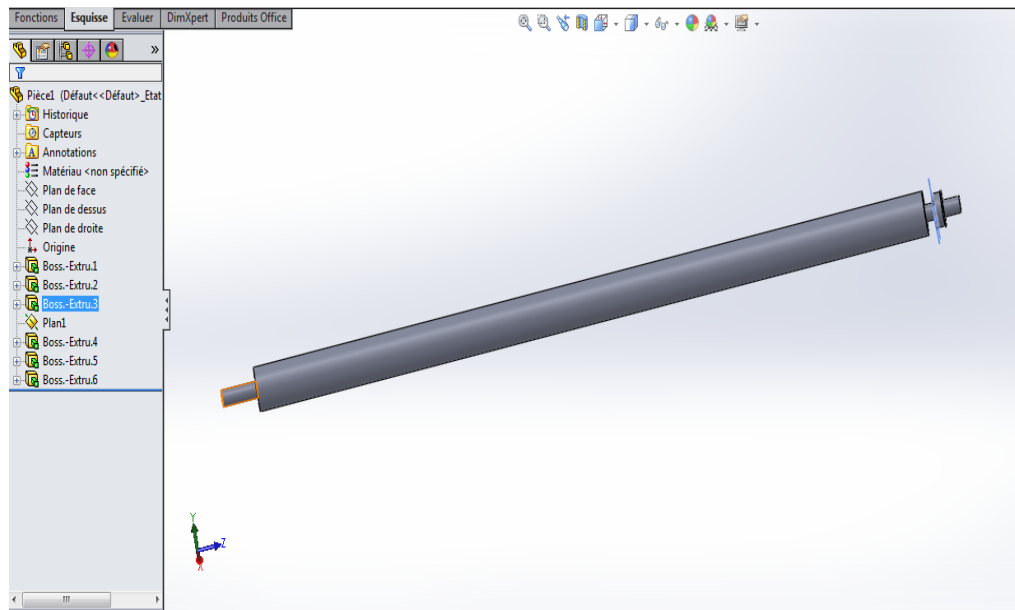 Fonctions Esquisse Evaluer DimXpert Produits Office
»
Pièce1 (Défaut<<Défaut>_Etat
Historique
Capteurs
A Annotations
Matériau <non spécifié>
Plan de face
Plan de dessus
Plan de droite
Origine
Boss.-Extru.1
Boss.-Extru.2
Boss.-Extru.3
Plan1
Boss.-Extru.4
Boss.-Extru.5
Boss.-Extru.6
Y
Z
X